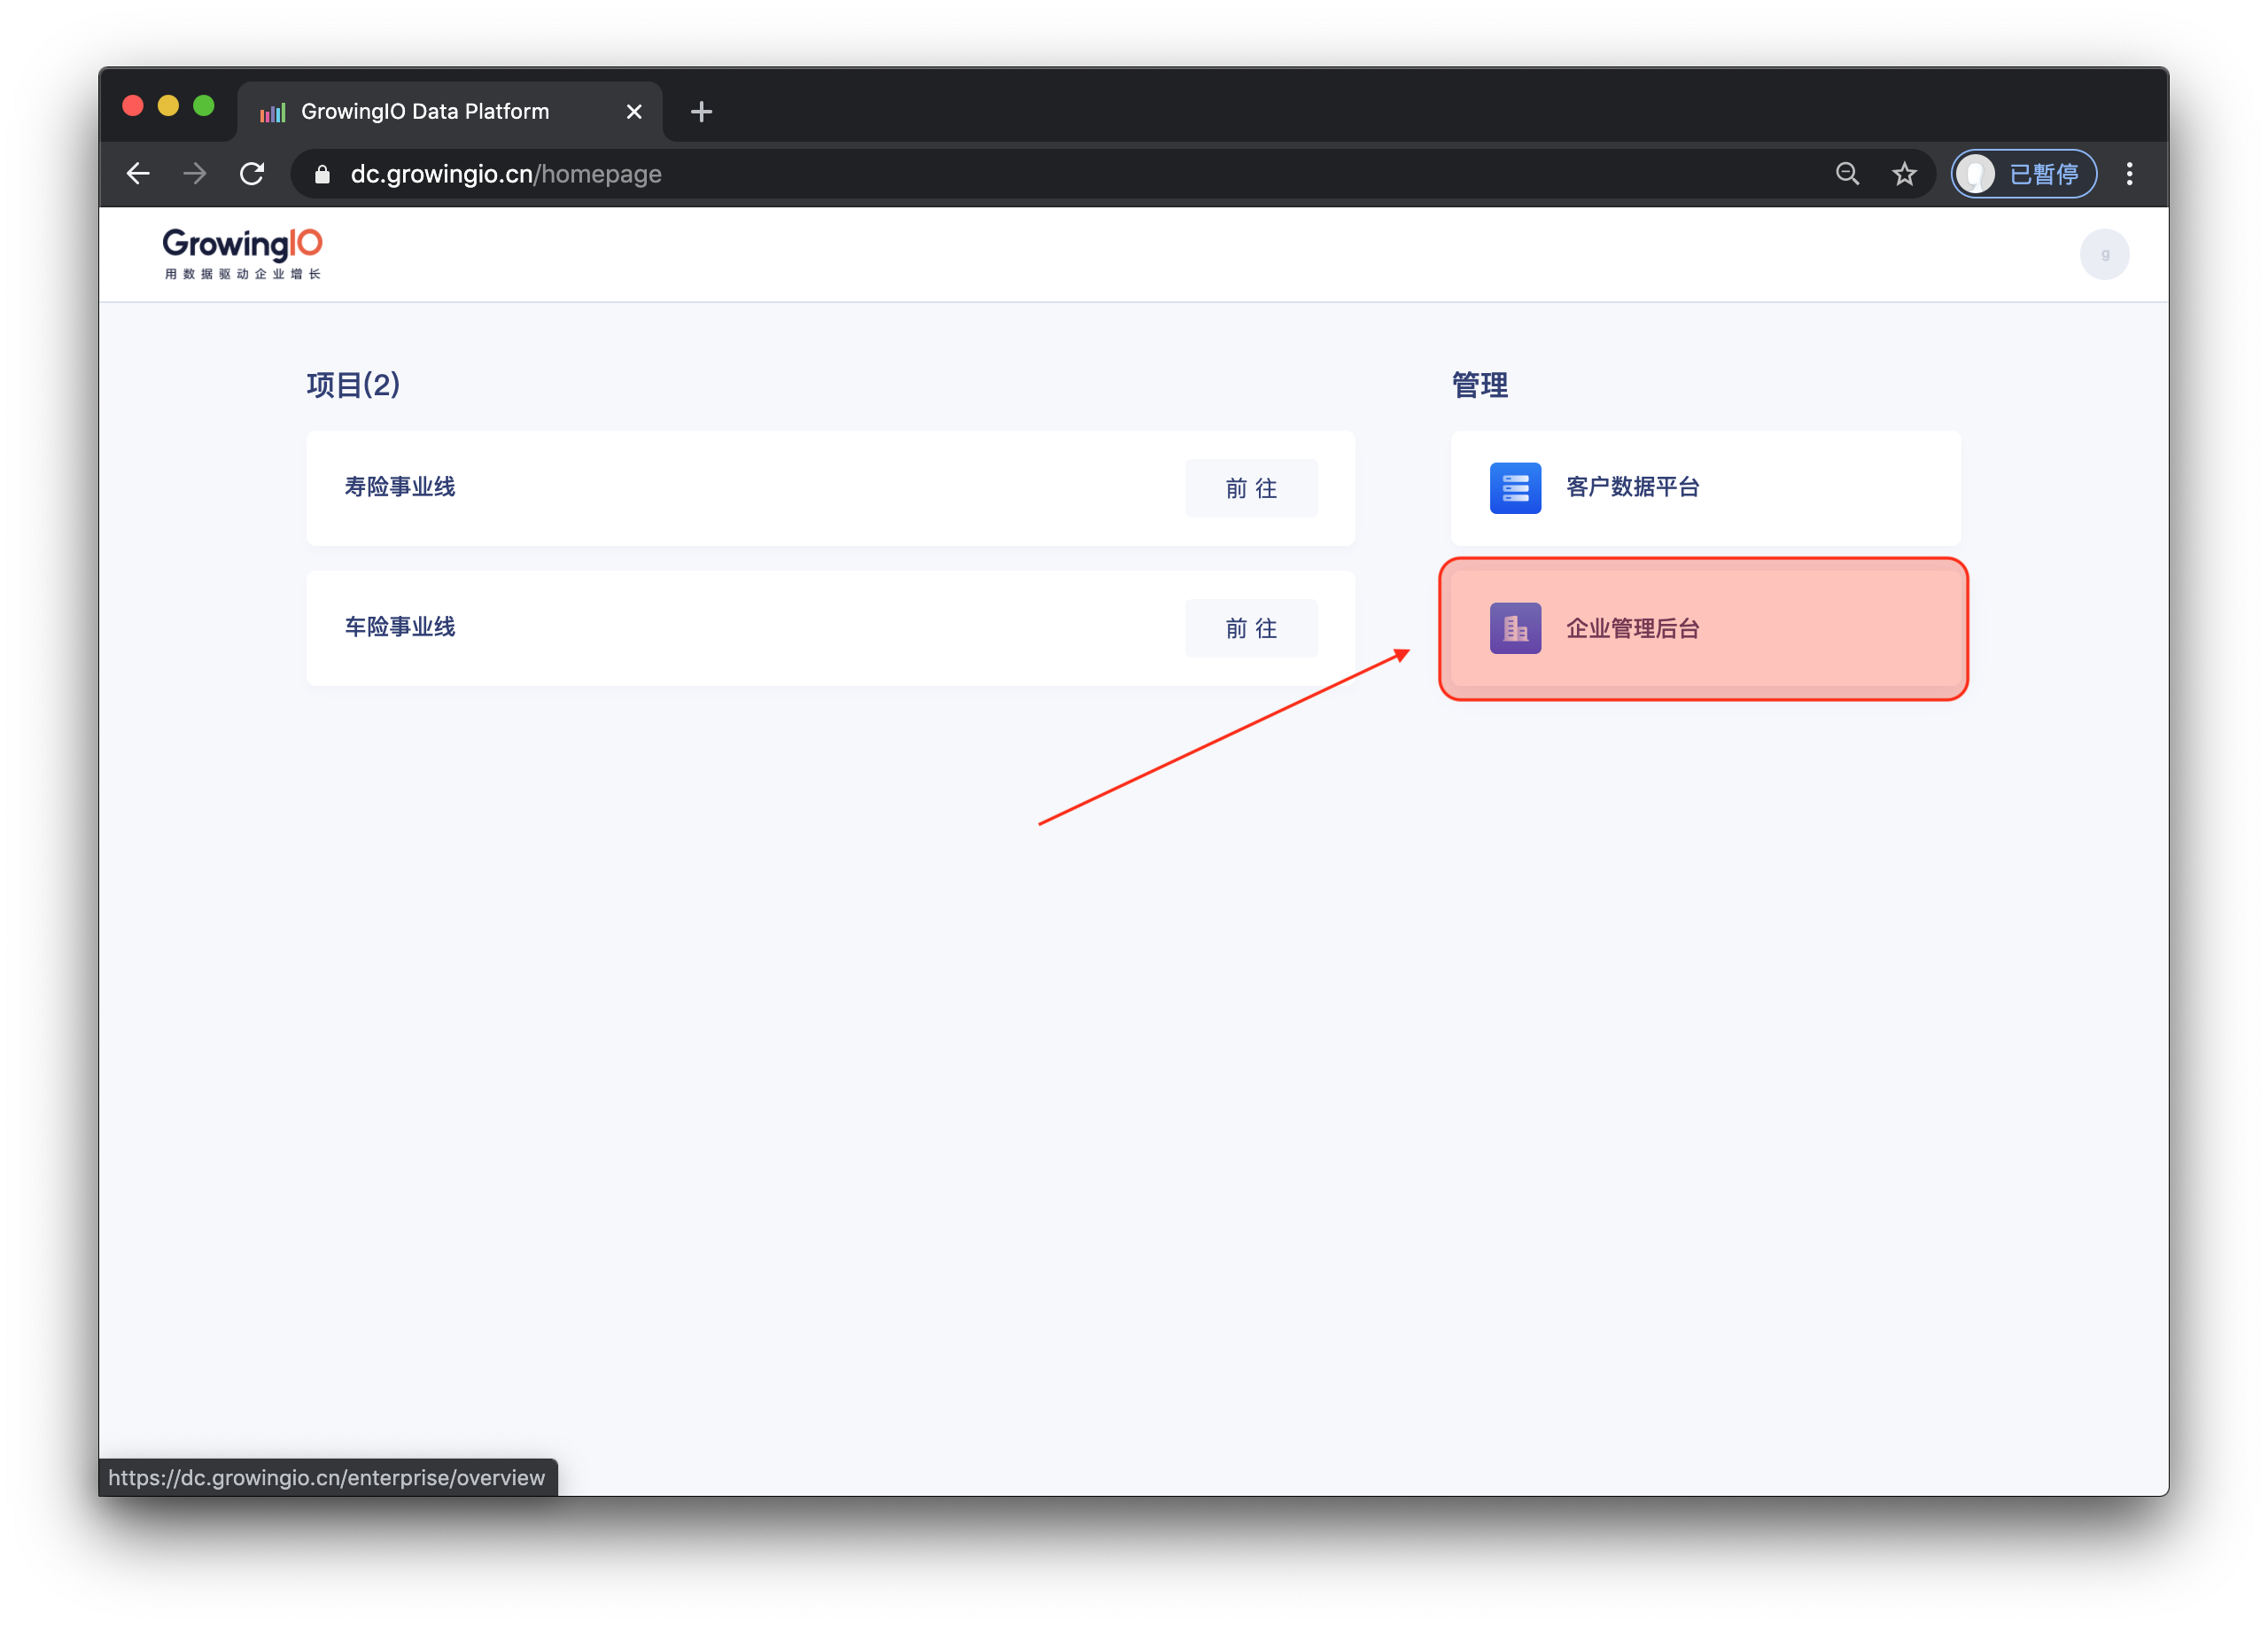 GrowingIO Data Platform
dc.growingio.cn/homepage
已暫停
GrowingIO
用数据驱动企业增长
g
项目(2)
管理
寿险事业线
前 往
客户数据平台
车险事业线
前 往
企业管理后台
https://dc.growingio.cn/enterprise/overview